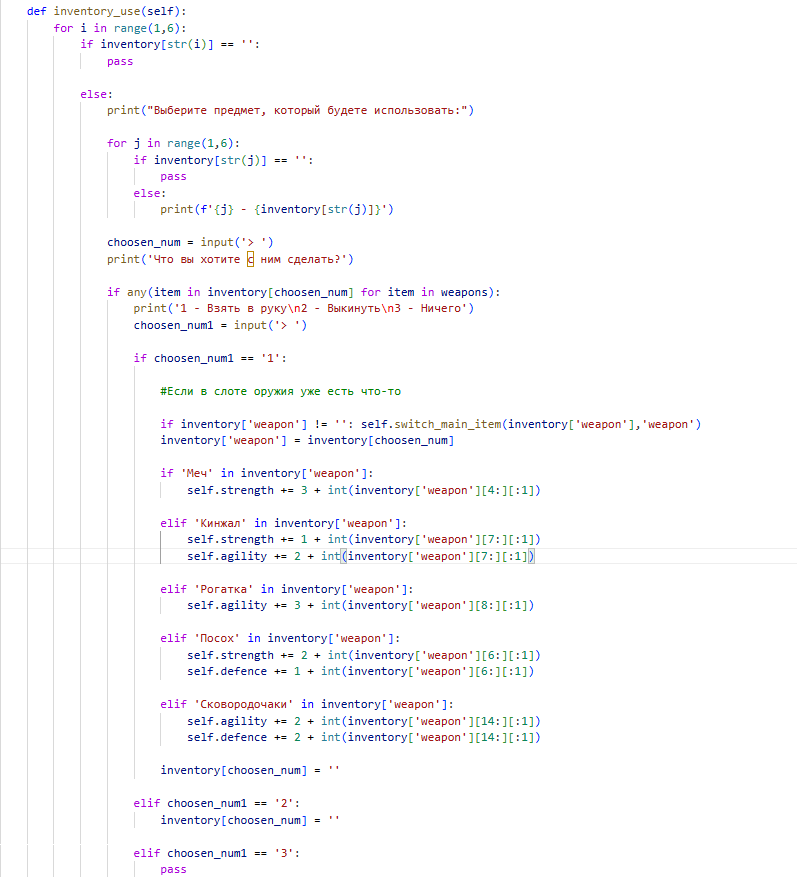 def inventory_use(self):
    for i in range(1,6):
        if inventory[str(i)] == '':
            pass

        else:
            print("Выберите предмет, который будете использовать:")

            for j in range(1,6):
                if inventory[str(j)] == '':
                    pass
                else:
                    print(f'{j} - {inventory[str(j)]}')

            choosen_num = input('> ')
            print('Что вы хотите с ним сделать?')

            if any(item in inventory[choosen_num] for item in weapons):
                print('1 - Взять в руку\n2 - Выкинуть\n3 - Ничего')
                choosen_num1 = input('> ')

                if choosen_num1 == '1':

                    #Если в слоте оружия уже есть что-то

                    if inventory['weapon'] != '': self.switch_main_item(inventory['weapon'],'weapon')
                    inventory['weapon'] = inventory[choosen_num]

                    if 'Меч' in inventory['weapon']:
                        self.strength += 3 + int(inventory['weapon'][4:][:1])

                    elif 'Кинжал' in inventory['weapon']:
                        self.strength += 1 + int(inventory['weapon'][7:][:1])
                        self.agility += 2 + int(inventory['weapon'][7:][:1])

                    elif 'Рогатка' in inventory['weapon']:
                        self.agility += 3 + int(inventory['weapon'][8:][:1])

                    elif 'Посох' in inventory['weapon']:
                        self.strength += 2 + int(inventory['weapon'][6:][:1])
                        self.defence += 1 + int(inventory['weapon'][6:][:1])

                    elif 'Сковородочаки' in inventory['weapon']:
                        self.agility += 2 + int(inventory['weapon'][14:][:1])
                        self.defence += 2 + int(inventory['weapon'][14:][:1])

                    inventory[choosen_num] = ''

                elif choosen_num1 == '2':
                    inventory[choosen_num] = ''

                elif choosen_num1 == '3':
                    pass